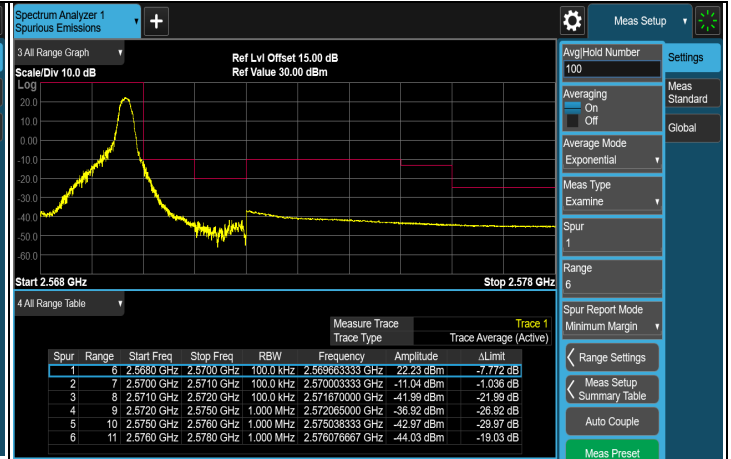 Spectrum Analyzer 1
Spurious Emissions
+
Meas Setup
3 All Range Graph
Ref Lvl Offset 15.00 dB
Scale/Div 10.0 dB
Ref Value 30.00 dBm
Log
20.0
10.0
0.00
-10.0
-20.0
-30.0
-40.0
-50.0
-60.0
Start 2.568 GHz
Stop 2.578 GHz
4 All Range Table
Measure Trace Trace 1
Trace Type Trace Average (Active)
Spur Range Start Freq Stop Freq RBW Frequency Amplitude ΔLimit
1 6 2.5680 GHz 2.5700 GHz 100.0 kHz 2.569663333 GHz 22.23 dBm -7.772 dB
2 7 2.5700 GHz 2.5710 GHz 100.0 kHz 2.570003333 GHz -11.04 dBm -1.036 dB
3 8 2.5710 GHz 2.5720 GHz 100.0 kHz 2.571670000 GHz -41.99 dBm -21.99 dB
4 9 2.5720 GHz 2.5750 GHz 1.000 MHz 2.572065000 GHz -36.92 dBm -26.92 dB
5 10 2.5750 GHz 2.5760 GHz 1.000 MHz 2.575038333 GHz -42.97 dBm -29.97 dB
6 11 2.5760 GHz 2.5780 GHz 1.000 MHz 2.576076667 GHz -44.03 dBm -19.03 dB
Avg|Hold Number
100
Averaging
On
Off
Average Mode
Exponential
Meas Type
Examine
Spur
1
Range
6
Spur Report Mode
Minimum Margin
Range Settings
Meas Setup
Summary Table
Auto Couple
Meas Preset
Settings
Meas
Standard
Global